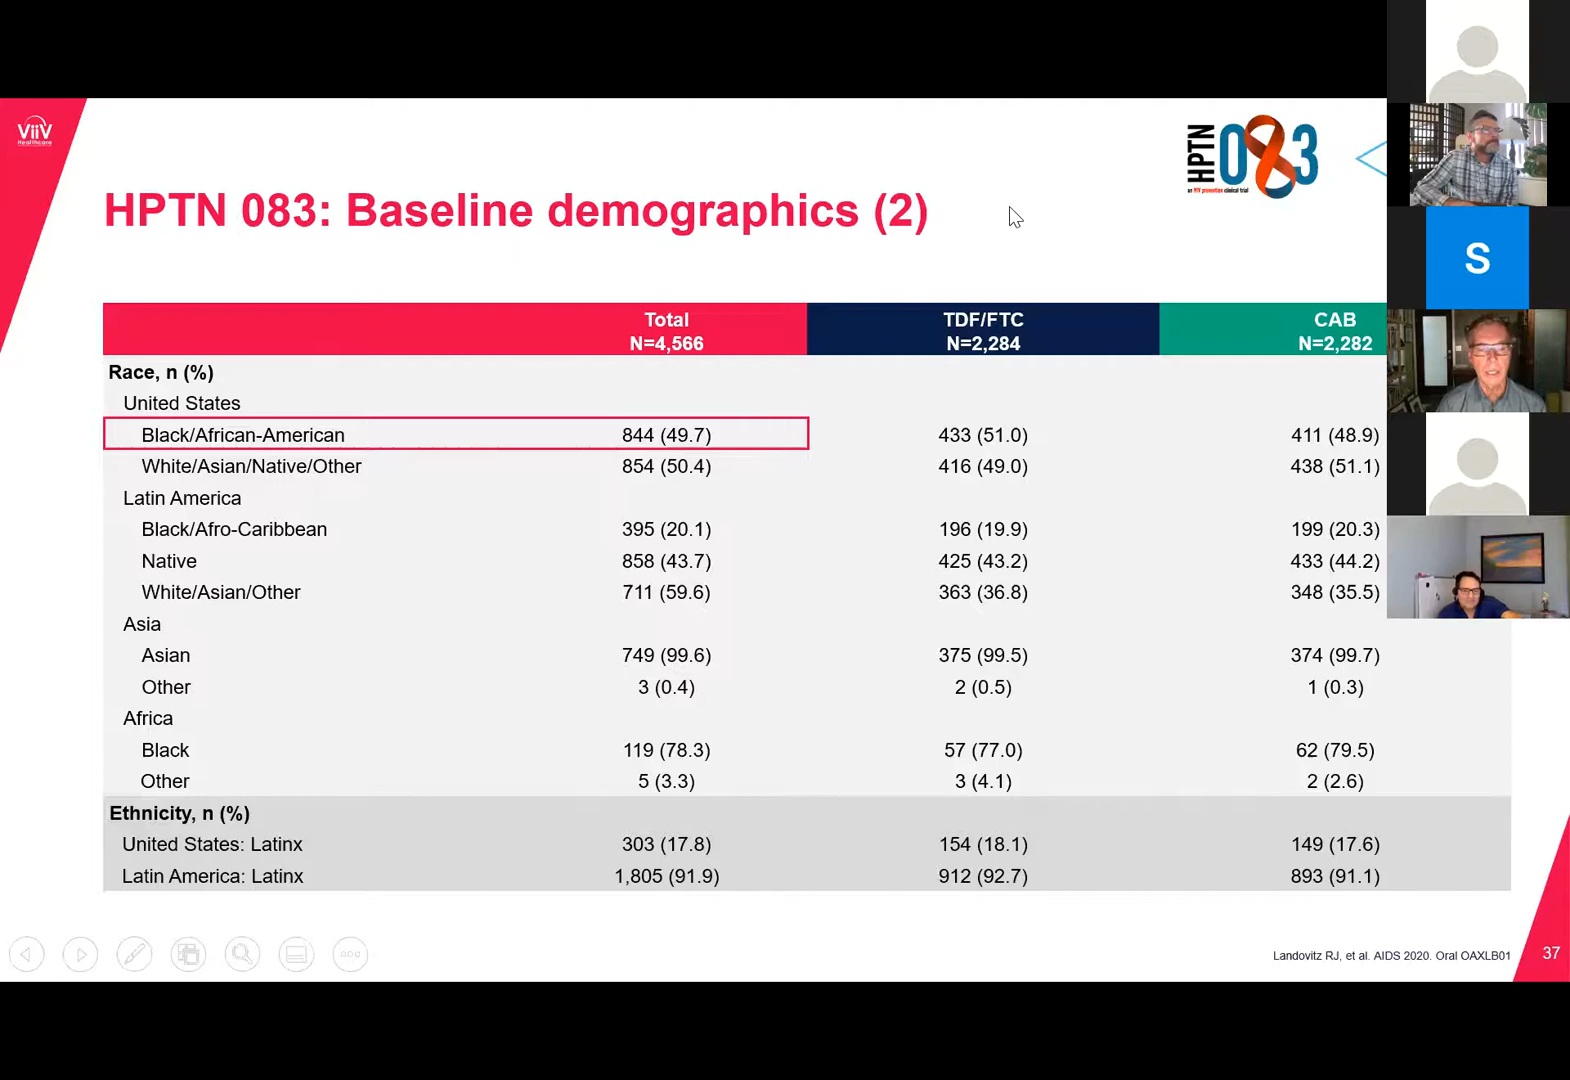 ViiV
Healthcare
HPTN 083
an HIV prevention clinical trial
HPTN 083: Baseline demographics (2)
Total TDF/FTC CAB
N=4,566 N=2,284 N=2,282
Race, n (%)
United States
Black/African-American 844 (49.7) 433 (51.0) 411 (48.9)
White/Asian/Native/Other 854 (50.4) 416 (49.0) 438 (51.1)
Latin America
Black/Afro-Caribbean 395 (20.1) 196 (19.9) 199 (20.3)
Native 858 (43.7) 425 (43.2) 433 (44.2)
White/Asian/Other 711 (59.6) 363 (36.8) 348 (35.5)
Asia
Asian 749 (99.6) 375 (99.5) 374 (99.7)
Other 3 (0.4) 2 (0.5) 1 (0.3)
Africa
Black 119 (78.3) 57 (77.0) 62 (79.5)
Other 5 (3.3) 3 (4.1) 2 (2.6)
Ethnicity, n (%)
United States: Latinx 303 (17.8) 154 (18.1) 149 (17.6)
Latin America: Latinx 1,805 (91.9) 912 (92.7) 893 (91.1)
Landovitz RJ, et al. AIDS 2020. Oral OAXLB01
37
S